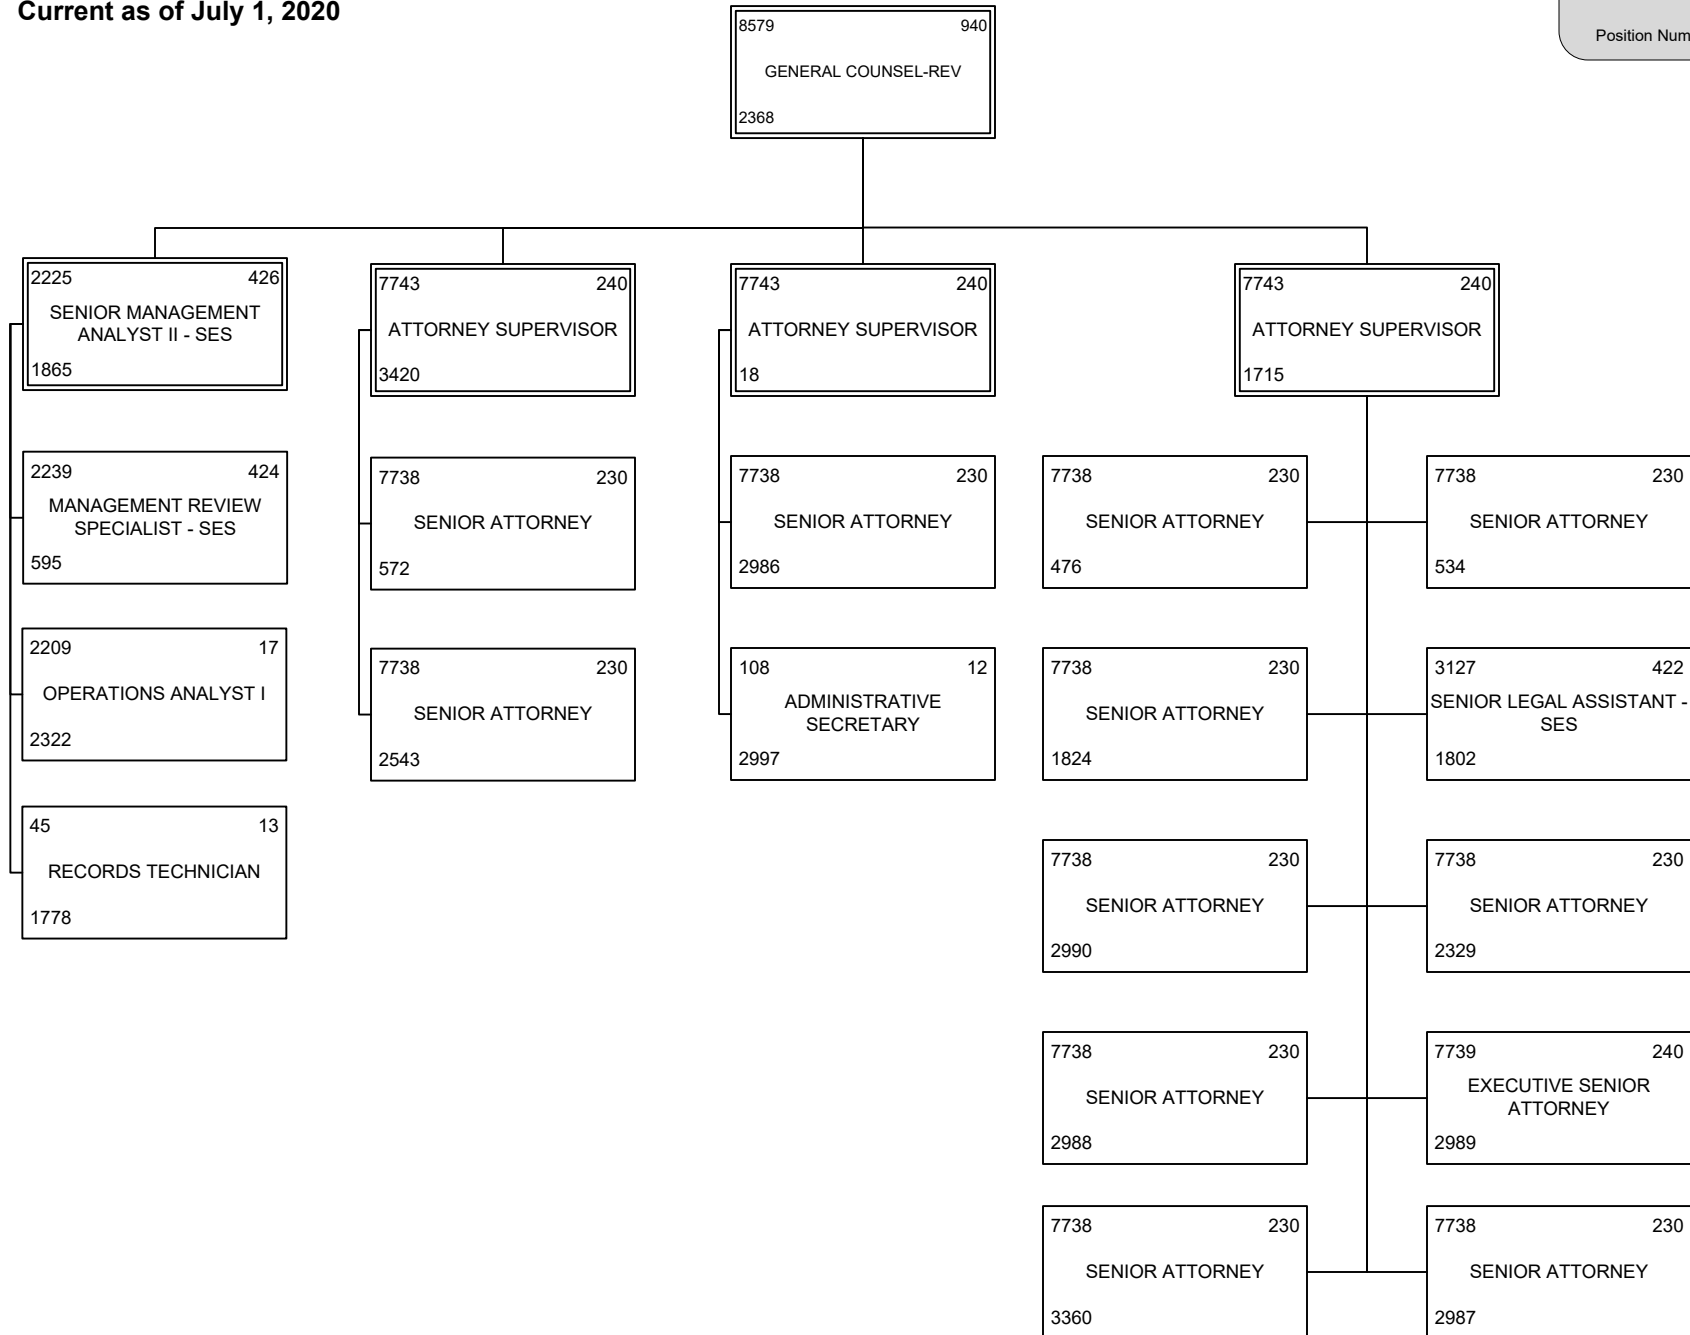 Current as of July 1, 2020
Position Num
8579 940
GENERAL COUNSEL-REV
2368
2225 426
SENIOR MANAGEMENT
ANALYST II - SES
1865
7743 240
ATTORNEY SUPERVISOR
3420
7743 240
ATTORNEY SUPERVISOR
18
7743 240
ATTORNEY SUPERVISOR
1715
2239 424
MANAGEMENT REVIEW
SPECIALIST - SES
595
7738 230
SENIOR ATTORNEY
572
7738 230
SENIOR ATTORNEY
2986
7738 230
SENIOR ATTORNEY
476
7738 230
SENIOR ATTORNEY
534
2209 17
OPERATIONS ANALYST I
2322
7738 230
SENIOR ATTORNEY
2543
108 12
ADMINISTRATIVE
SECRETARY
2997
7738 230
SENIOR ATTORNEY
1824
3127 422
SENIOR LEGAL ASSISTANT -
SES
1802
45 13
RECORDS TECHNICIAN
1778
7738 230
SENIOR ATTORNEY
2990
7738 230
SENIOR ATTORNEY
2329
7738 230
SENIOR ATTORNEY
2988
7739 240
EXECUTIVE SENIOR
ATTORNEY
2989
7738 230
SENIOR ATTORNEY
3360
7738 230
SENIOR ATTORNEY
2987